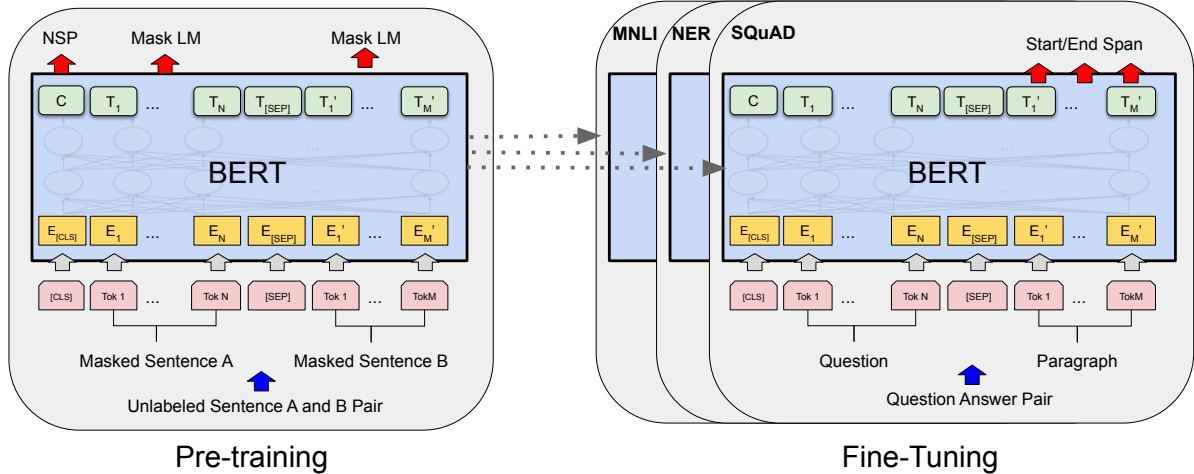 NSP Mask LM Mask LM
C T1 ... TN T[SEP] T1' ... TM'
...
BERT
...
E[CLS] E1 ... EN E[SEP] E1' ... EM'
[CLS] Tok 1 ... Tok N [SEP] Tok 1 ... TokM
Masked Sentence A Masked Sentence B
Unlabeled Sentence A and B Pair
Pre-training
MNLI NER SQuAD
Start/End Span
C T1 ... TN T[SEP] T1' ... TM'
...
BERT
...
E[CLS] E1 ... EN E[SEP] E1' ... EM'
[CLS] Tok 1 ... Tok N [SEP] Tok 1 ... TokM
Question Paragraph
Question Answer Pair
Fine-Tuning